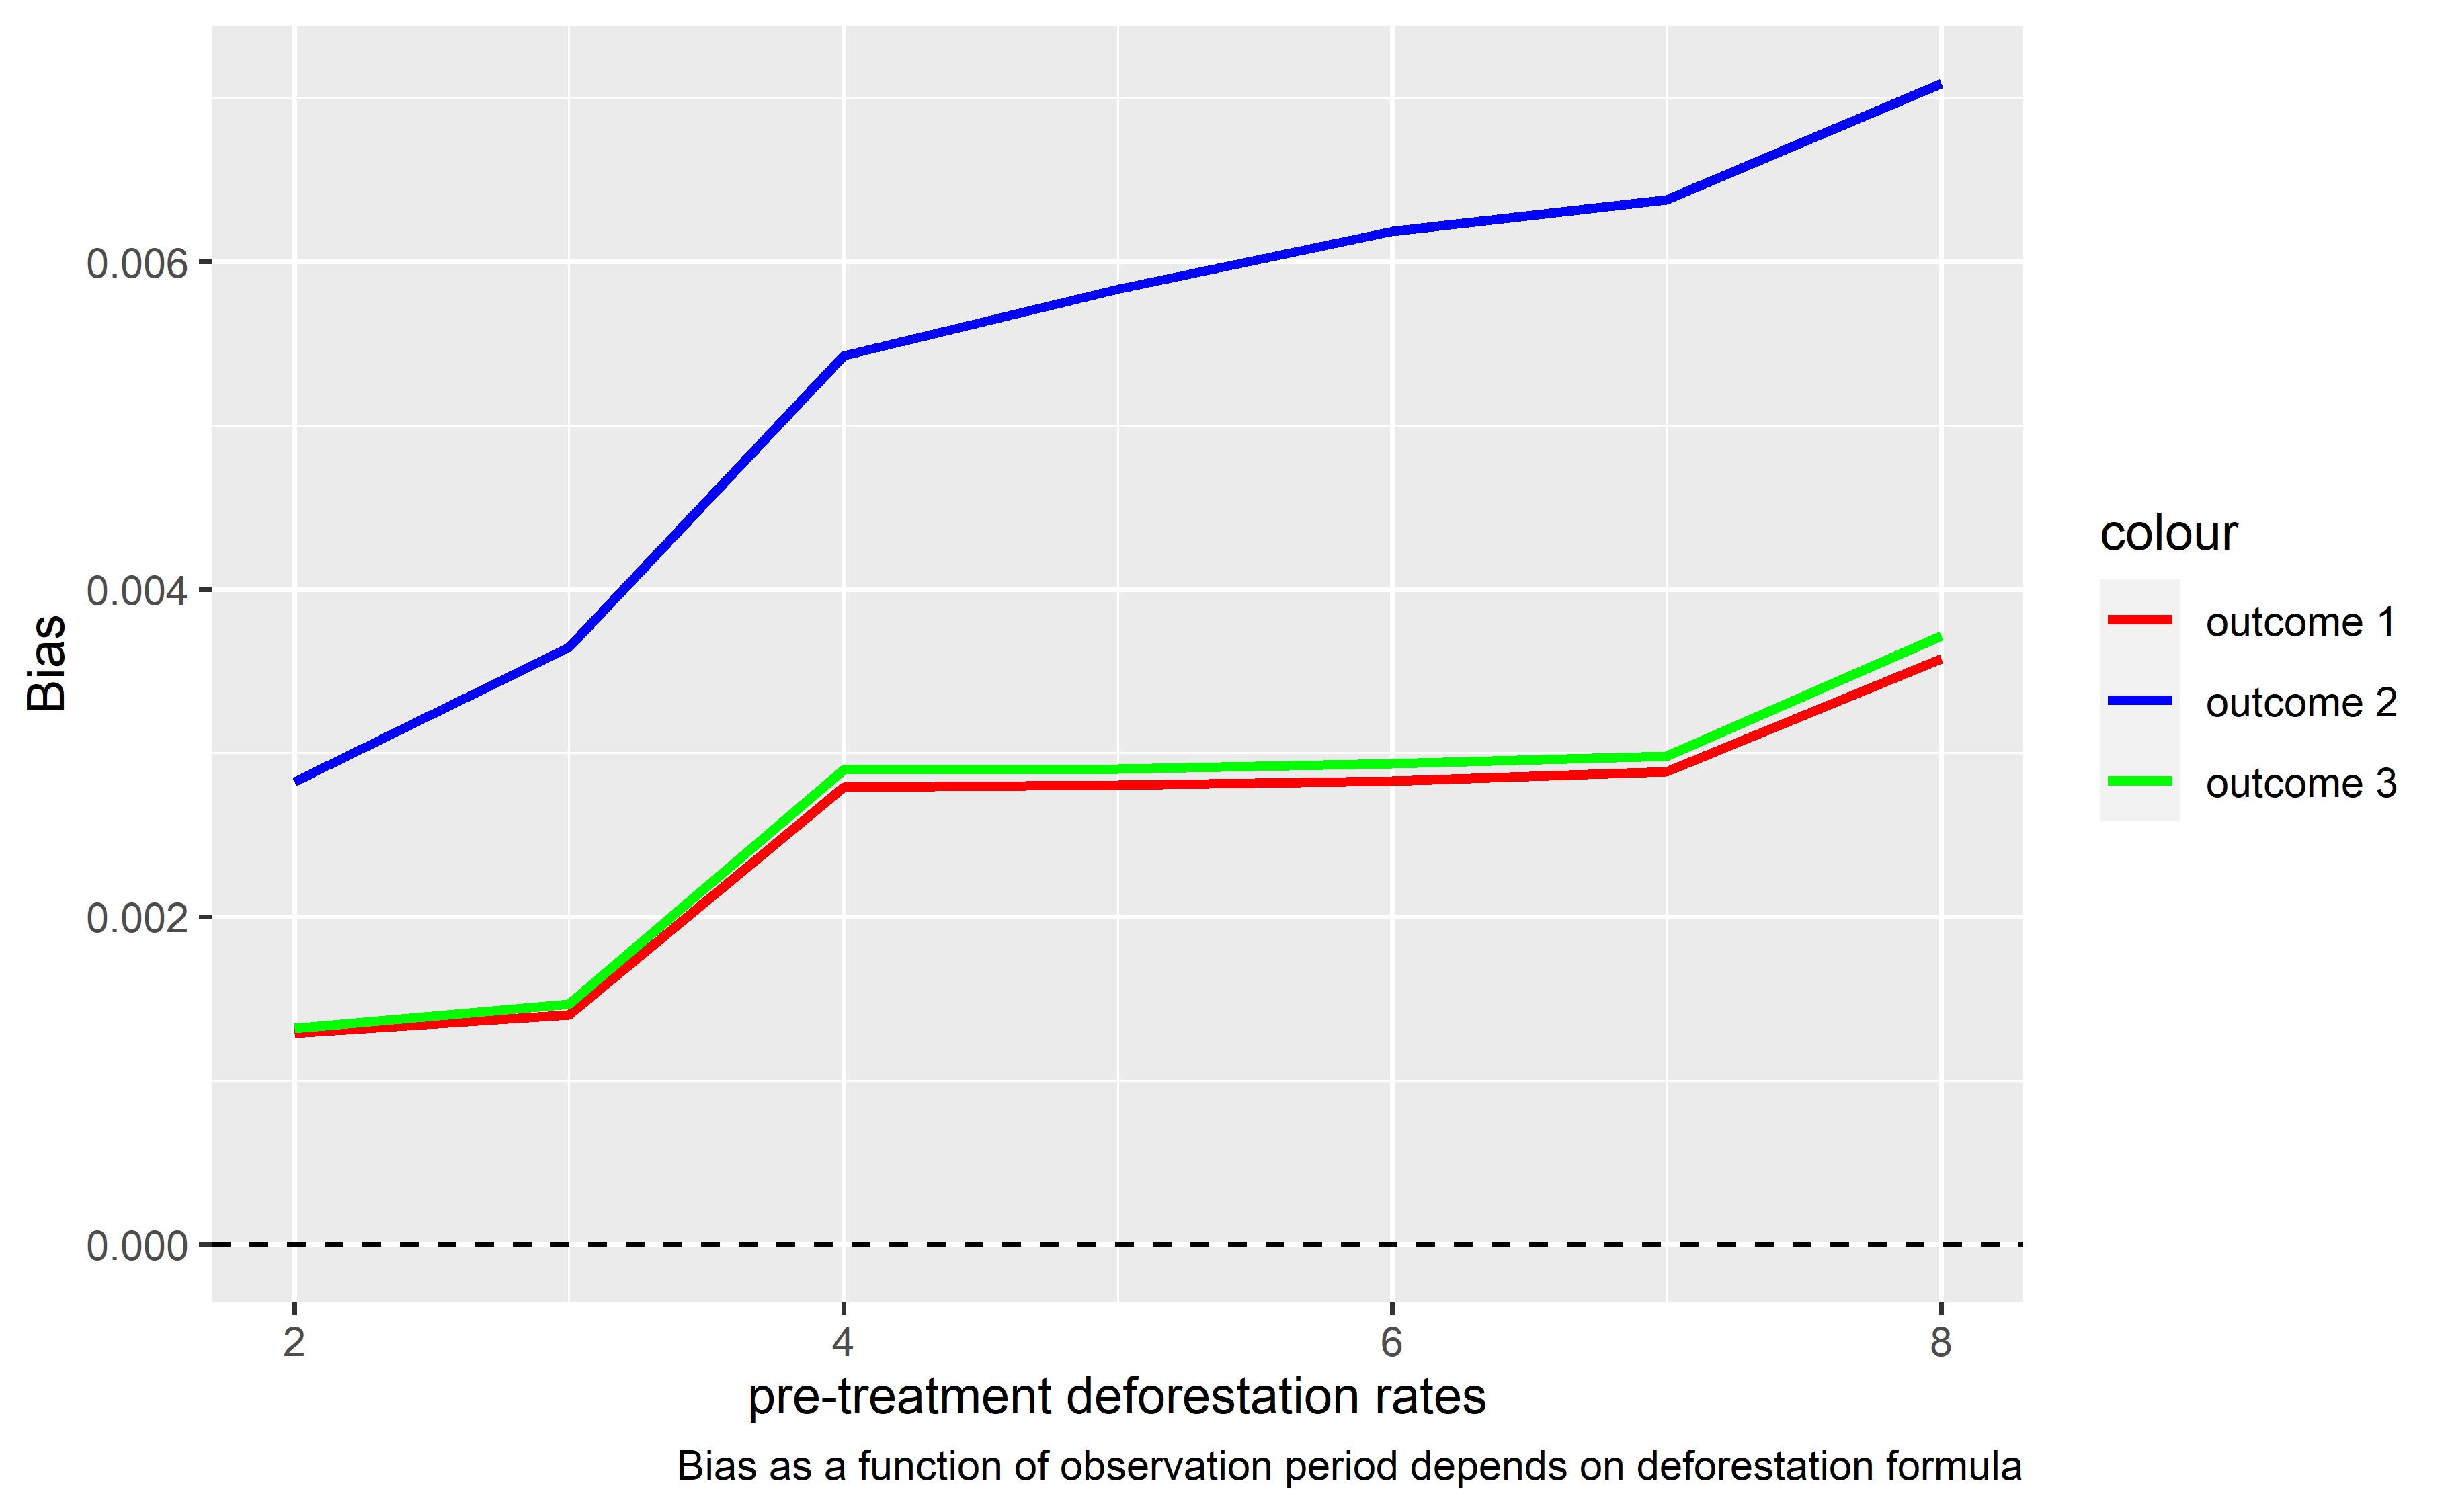 Bias
0.006
0.004
0.002
0.000
2 4 6 8
pre-treatment deforestation rates
Bias as a function of observation period depends on deforestation formula
colour
outcome 1
outcome 2
outcome 3